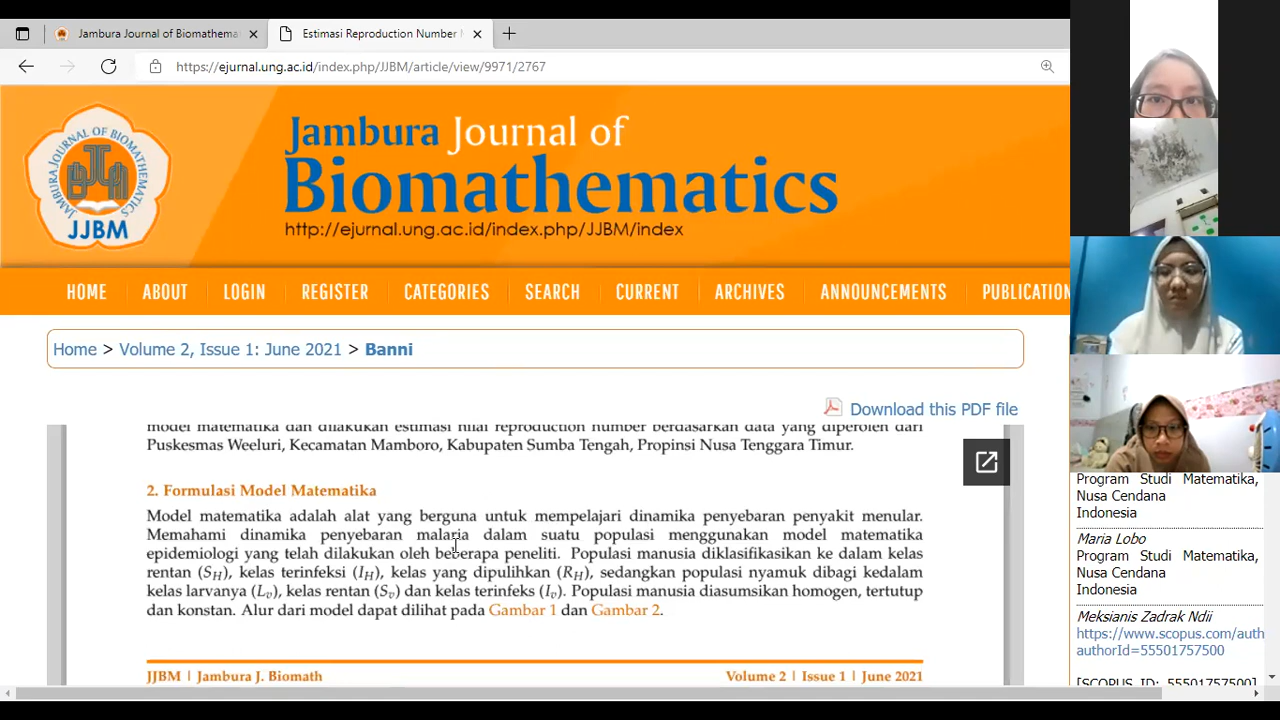 Jambura Journal of Biomathema
Estimasi Reproduction Number
https://ejurnal.ung.ac.id/index.php/JJBM/article/view/9971/2767
JAMBURA JOURNAL OF BIOMATHEMATICS
JJBM
Jambura Journal of
Biomathematics
http://ejurnal.ung.ac.id/index.php/JJBM/index
HOME ABOUT LOGIN REGISTER CATEGORIES SEARCH CURRENT ARCHIVES ANNOUNCEMENTS PUBLICATION
Home > Volume 2, Issue 1: June 2021 > Banni
Download this PDF file
model matematika dan dilakukan estimasi nilai reproduction number berdasarkan data yang diperoleh dari
Puskesmas Weeluri, Kecamatan Mamboro, Kabupaten Sumba Tengah, Propinsi Nusa Tenggara Timur.
2. Formulasi Model Matematika
Model matematika adalah alat yang berguna untuk mempelajari dinamika penyebaran penyakit menular.
Memahami dinamika penyebaran malaria dalam suatu populasi menggunakan model matematika
epidemiologi yang telah dilakukan oleh beberapa peneliti. Populasi manusia diklasifikasikan ke dalam kelas
rentan (S_H), kelas terinfeksi (I_H), kelas yang dipulihkan (R_H), sedangkan populasi nyamuk dibagi kedalam
kelas larvanya (L_v), kelas rentan (S_v) dan kelas terinfeks (I_v). Populasi manusia diasumsikan homogen, tertutup
dan konstan. Alur dari model dapat dilihat pada Gambar 1 dan Gambar 2.
JJBM | Jambura J. Biomath
Volume 2 | Issue 1 | June 2021
Program Studi Matematika,
Nusa Cendana
Indonesia
Maria Lobo
Program Studi Matematika,
Nusa Cendana
Indonesia
Meksianis Zadrak Ndii
https://www.scopus.com/auth
authorId=55501757500
[SCOPUS ID: 55501757500]